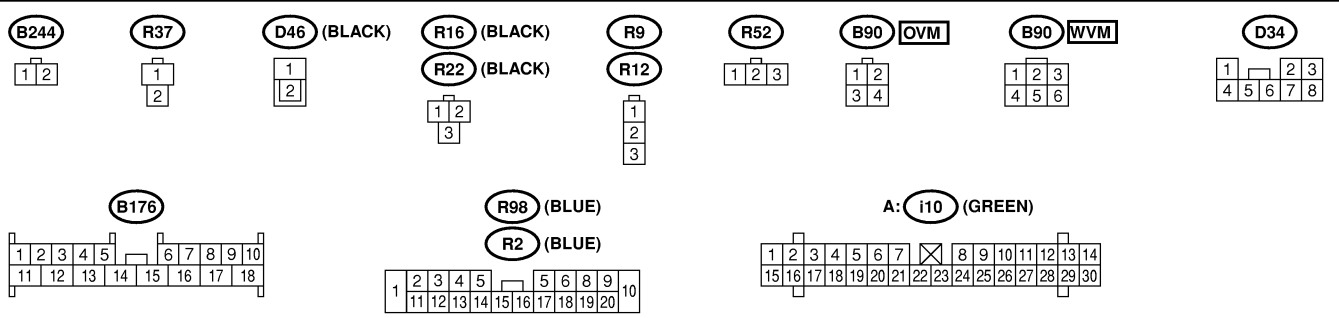 B244 R37 D46 (BLACK) R16 (BLACK) R9 R52 B90 OVM B90 WVM D34
R22 (BLACK) R12
1 2
1
2
1
2
1 2
3
1
2
3
1 2 3
1 2
3 4
1 2 3
4 5 6
1 2 3
4 5 6 7 8
B176
1 2 3 4 5 6 7 8 9 10
11 12 13 14 15 16 17 18
R98 (BLUE)
R2 (BLUE)
1 2 3 4 5 5 6 8 9 10
11 12 13 14 15 16 17 18 19 20
A: i10 (GREEN)
1 2 3 4 5 6 7 8 9 10 11 12 13 14
15 16 17 18 19 20 21 22 23 24 25 26 27 28 29 30